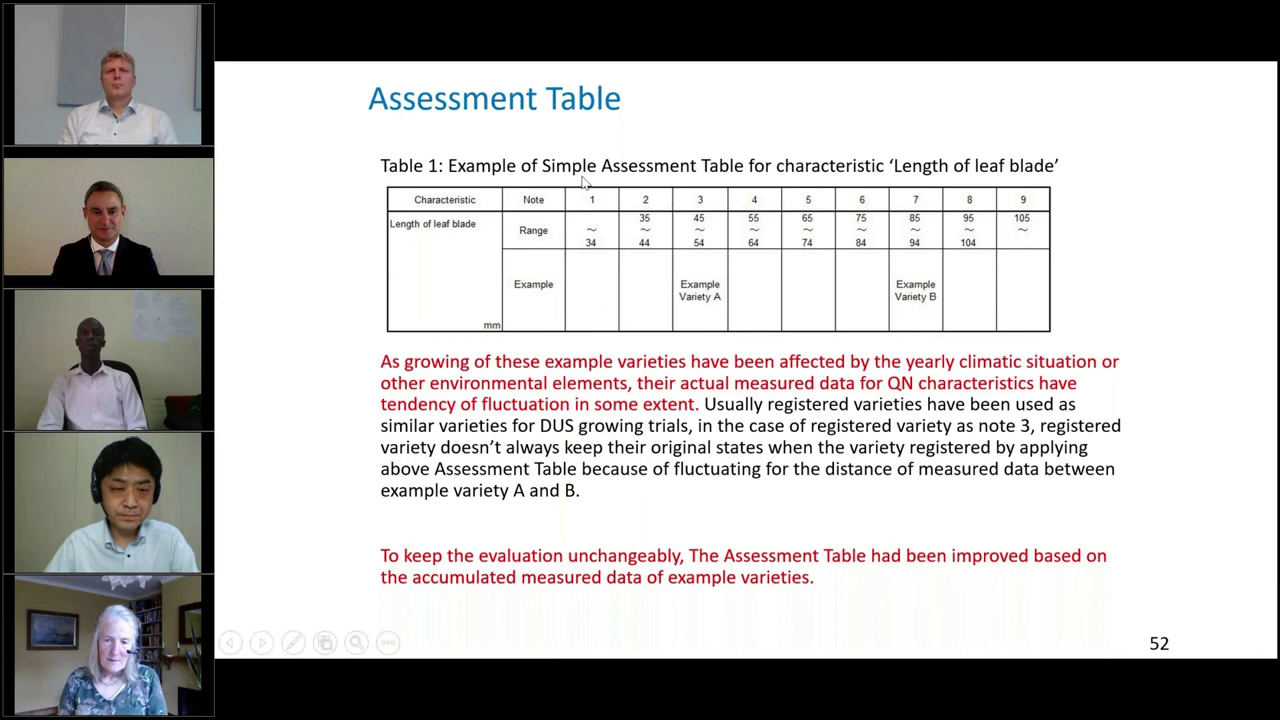 Assessment Table
Table 1: Example of Simple Assessment Table for characteristic ‘Length of leaf blade’
Characteristic Note 1 2 3 4 5 6 7 8 9
Length of leaf blade 35 45 55 65 75 85 95 105
Range ~ ~ ~ ~ ~ ~ ~ ~ ~
34 44 54 64 74 84 94 104
Example Example Example
Variety A Variety B
mm
As growing of these example varieties have been affected by the yearly climatic situation or
other environmental elements, their actual measured data for QN characteristics have
tendency of fluctuation in some extent. Usually registered varieties have been used as
similar varieties for DUS growing trials, in the case of registered variety as note 3, registered
variety doesn’t always keep their original states when the variety registered by applying
above Assessment Table because of fluctuating for the distance of measured data between
example variety A and B.
To keep the evaluation unchangeably, The Assessment Table had been improved based on
the accumulated measured data of example varieties.
52